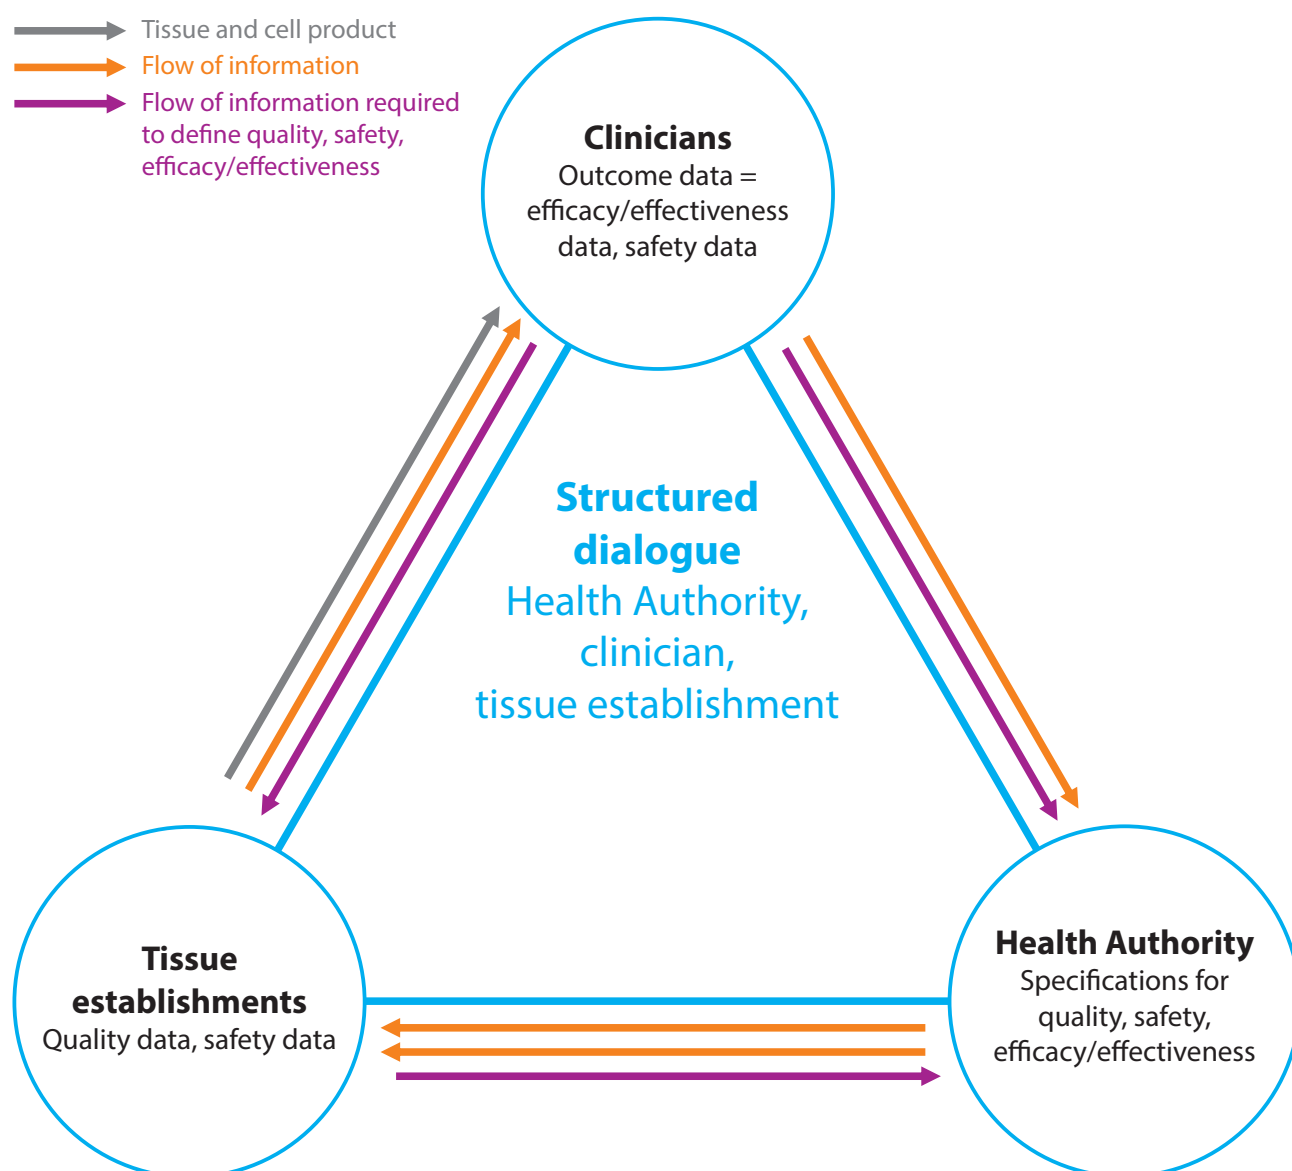 Tissue and cell product
Flow of information
Flow of information required
to define quality, safety,
efficacy/effectiveness
Clinicians
Outcome data =
efficacy/effectiveness
data, safety data
Structured
dialogue
Health Authority,
clinician,
tissue establishment
Tissue
establishments
Quality data, safety data
Health Authority
Specifications for
quality, safety,
efficacy/effectiveness